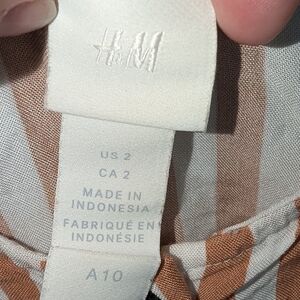 H&M
US 2
CA 2
MADE IN
INDONESIA
FABRIQUÉ EN
INDONÉSIE
A10